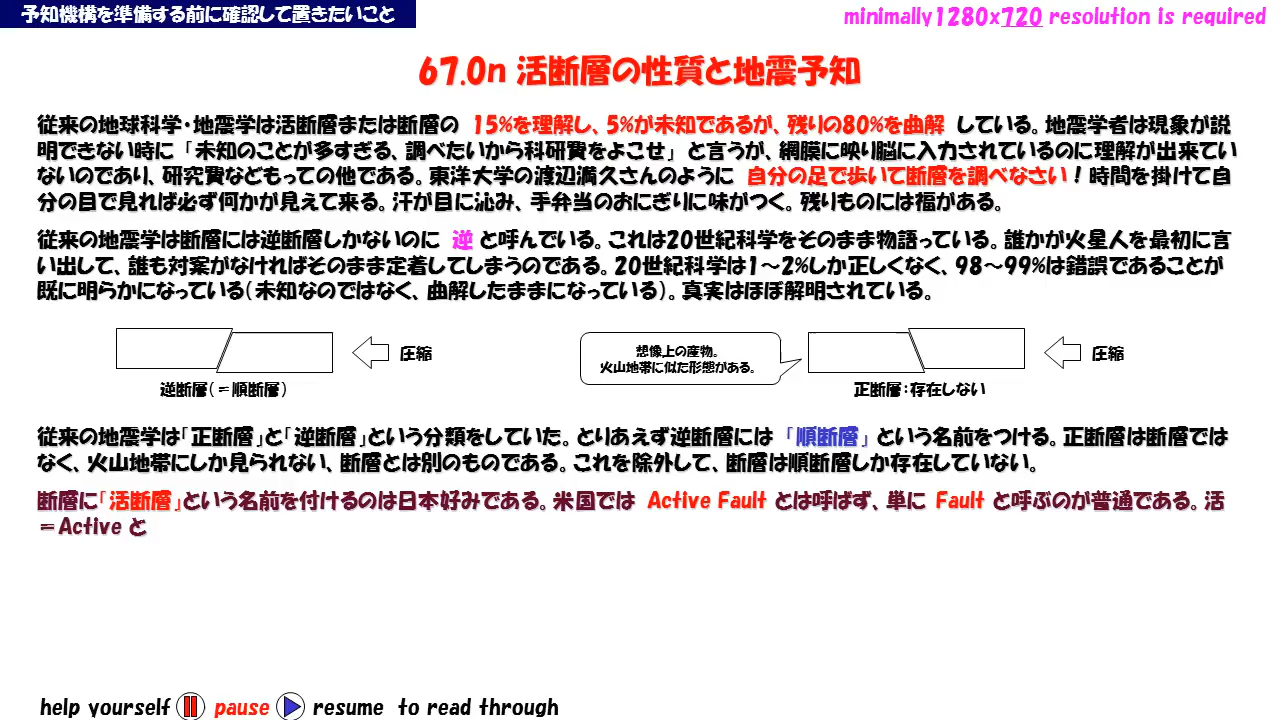 予知機構を準備する前に確認して置きたいこと
minimally1280x720 resolution is required
67.0n 活断層の性質と地震予知
従来の地球科学・地震学は活断層または断層の 15%を理解し、5%が未知であるが、残りの80%を曲解 している。地震学者は現象が説
明できない時に「未知のことが多すぎる、調べたいから科研費をよこせ」と言うが、網膜に映り脳に入力されているのに理解が出来てい
ないのであり、研究費などもっての他である。東洋大学の渡辺満久さんのように 自分の足で歩いて断層を調べなさい！時間を掛けて自
分の目で見れば必ず何かが見えて来る。汗が目に沁み、手弁当のおにぎりに味がつく。残りものには福がある。
従来の地震学は断層には逆断層しかないのに 逆 と呼んでいる。これは20世紀科学をそのまま物語っている。誰かが火星人を最初に言
い出して、誰も対案がなければそのまま定着してしまうのである。20世紀科学は1～2%しか正しくなく、98～99%は錯誤であることが
既に明らかになっている（未知なのではなく、曲解したままになっている）。真実はほぼ解明されている。
圧縮
逆断層（＝順断層）
想像上の産物。
火山地帯に似た形態がある。
圧縮
正断層：存在しない
従来の地震学は「正断層」と「逆断層」という分類をしていた。とりあえず逆断層には 「順断層」 という名前をつける。正断層は断層では
なく、火山地帯にしか見られない、断層とは別のものである。これを除外して、断層は順断層しか存在していない。
断層に「活断層」という名前を付けるのは日本好みである。米国では Active Fault とは呼ばず、単に Fault と呼ぶのが普通である。活
＝Active と
help yourself pause resume to read through